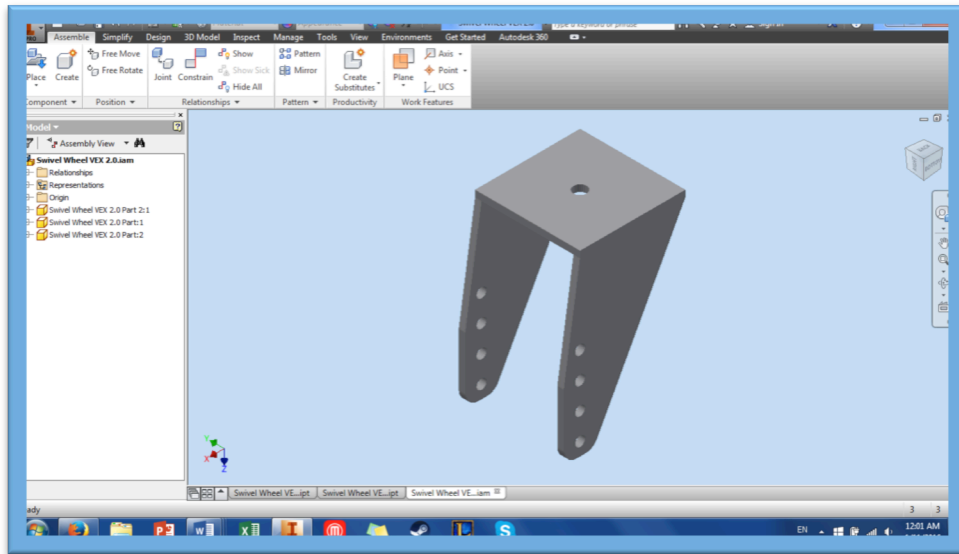 Assemble Simplify Design 3D Model Inspect Manage Tools View Environments Get Started Autodesk 360
Place
Create
Free Move
Free Rotate
Joint
Constrain
Show
Show Sick
Hide All
Pattern
Mirror
Create
Substitutes
Plane
Axis
Point
UCS
Component Position Relationships Pattern Productivity Work Features
Model
Assembly View
Swivel Wheel VEX 2.0.iam
Relationships
Representations
Origin
Swivel Wheel VEX 2.0 Part 2:1
Swivel Wheel VEX 2.0 Part:1
Swivel Wheel VEX 2.0 Part:2
Y
X
Z
Swivel Wheel VE...ipt Swivel Wheel VE...ipt Swivel Wheel VE...iam
3 3
EN 12:01 AM